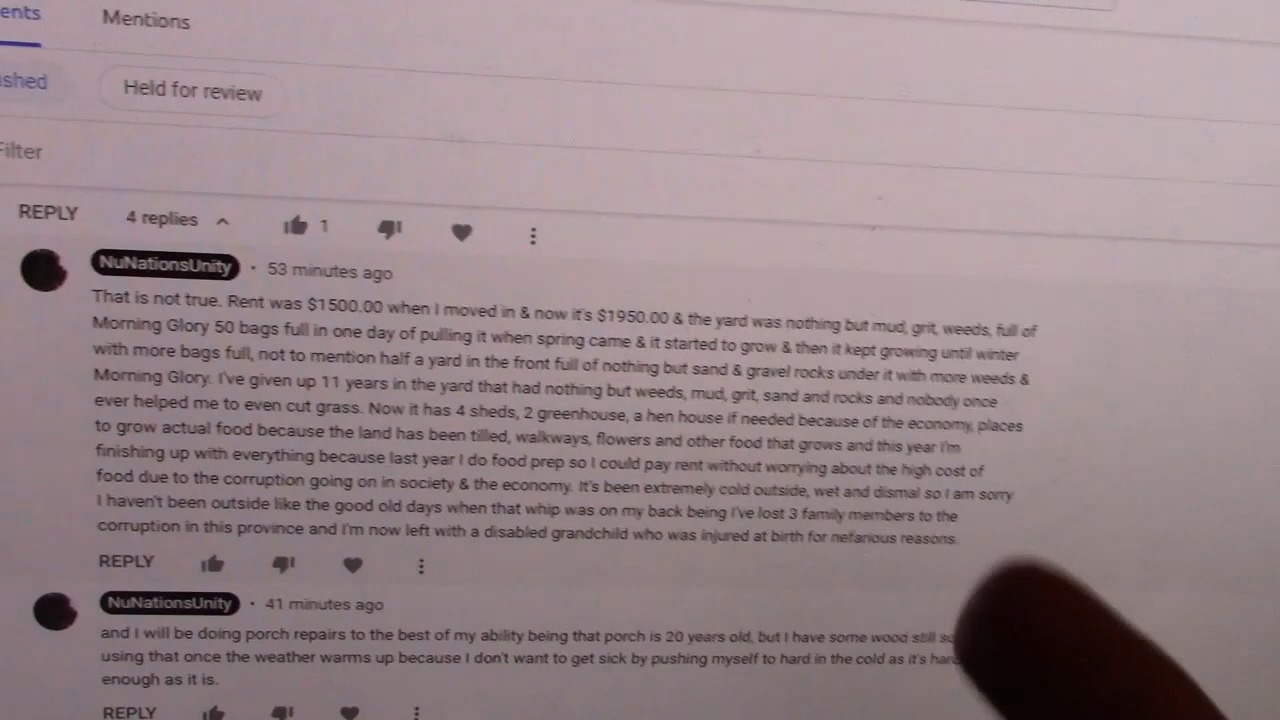 ents Mentions
ished Held for review
Filter
REPLY 4 replies 1
NuNationsUnity • 53 minutes ago
That is not true. Rent was $1500.00 when I moved in & now it's $1950.00 & the yard was nothing but mud, grit, weeds, full of
Morning Glory 50 bags full in one day of pulling it when spring came & it started to grow & then it kept growing until winter
with more bags full, not to mention half a yard in the front full of nothing but sand & gravel rocks under it with more weeds &
Morning Glory. I've given up 11 years in the yard that had nothing but weeds, mud, grit, sand and rocks and nobody once
ever helped me to even cut grass. Now it has 4 sheds, 2 greenhouse, a hen house if needed because of the economy, places
to grow actual food because the land has been tilled, walkways, flowers and other food that grows and this year I'm
finishing up with everything because last year I do food prep so I could pay rent without worrying about the high cost of
food due to the corruption going on in society & the economy. It's been extremely cold outside, wet and dismal so I am sorry
I haven't been outside like the good old days when that whip was on my back being I've lost 3 family members to the
corruption in this province and I'm now left with a disabled grandchild who was injured at birth for nefarious reasons.
REPLY
NuNationsUnity • 41 minutes ago
and I will be doing porch repairs to the best of my ability being that porch is 20 years old, but I have some wood still
using that once the weather warms up because I don't want to get sick by pushing myself to hard in the cold as it's
enough as it is.
REPLY